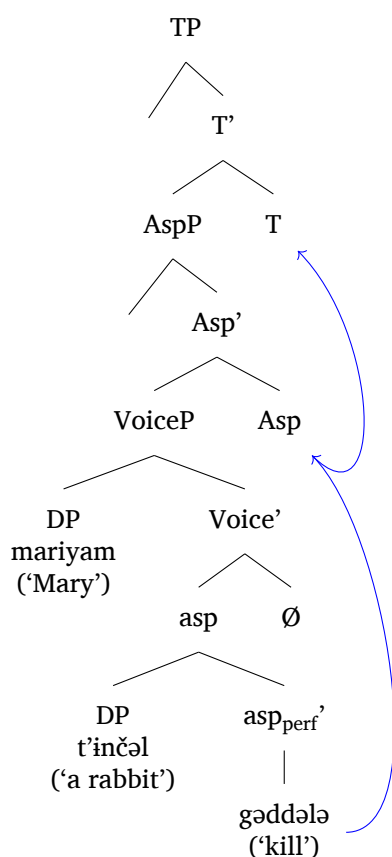 TP
T’
AspP T
Asp’
VoiceP Asp
DP Voice’
mariyam
(‘Mary’)
asp Ø
DP asp_perf’
t’ɨnčəl
(‘a rabbit’)
gəddələ
(‘kill’)